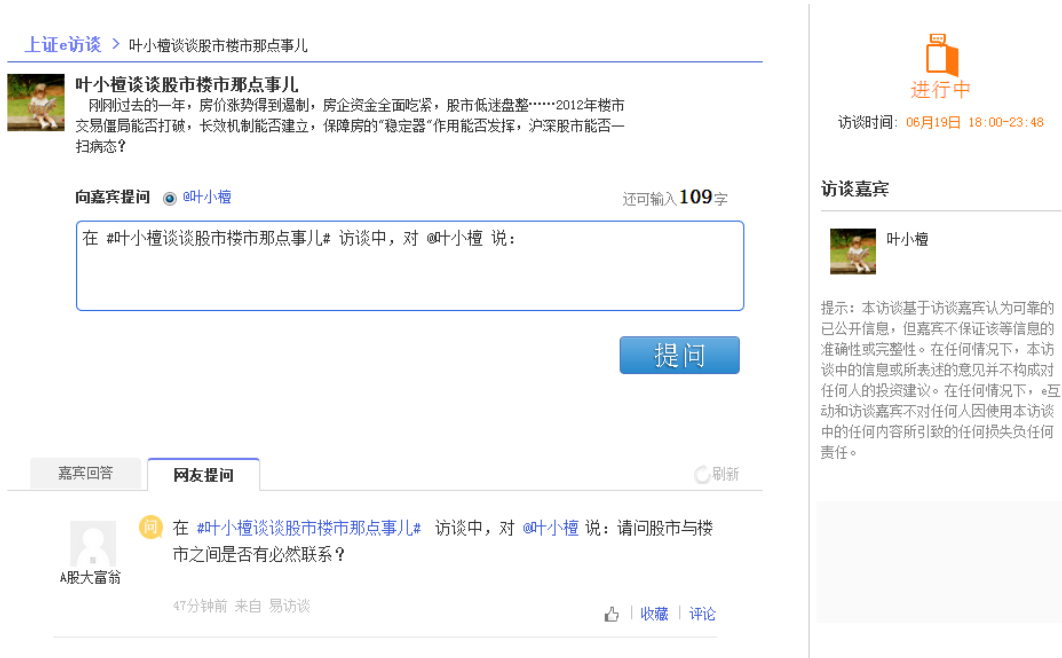 上证e访谈 > 叶小檀谈谈股市楼市那点事儿
叶小檀谈谈股市楼市那点事儿
刚刚过去的一年，房价涨势得到遏制，房企资金全面吃紧，股市低迷盘整……2012年楼市
交易僵局能否打破，长效机制能否建立，保障房的"稳定器"作用能否发挥，沪深股市能否一
扫病态？
向嘉宾提问 @叶小檀 还可输入109字
在 #叶小檀谈谈股市楼市那点事儿# 访谈中，对 @叶小檀 说：
提问
嘉宾回答 网友提问 刷新
问 在 #叶小檀谈谈股市楼市那点事儿# 访谈中，对 @叶小檀 说：请问股市与楼
市之间是否有必然联系？
A股大富翁
47分钟前 来自 易访谈
收藏 | 评论
进行中
访谈时间：06月19日 18:00-23:48
访谈嘉宾
叶小檀
提示：本访谈基于访谈嘉宾认为可靠的
已公开信息，但嘉宾不保证该等信息的
准确性或完整性。在任何情况下，本访
谈中的信息或所表述的意见并不构成对
任何人的投资建议。在任何情况下，e互
动和访谈嘉宾不对任何人因使用本访谈
中的任何内容所引致的任何损失负任何
责任。